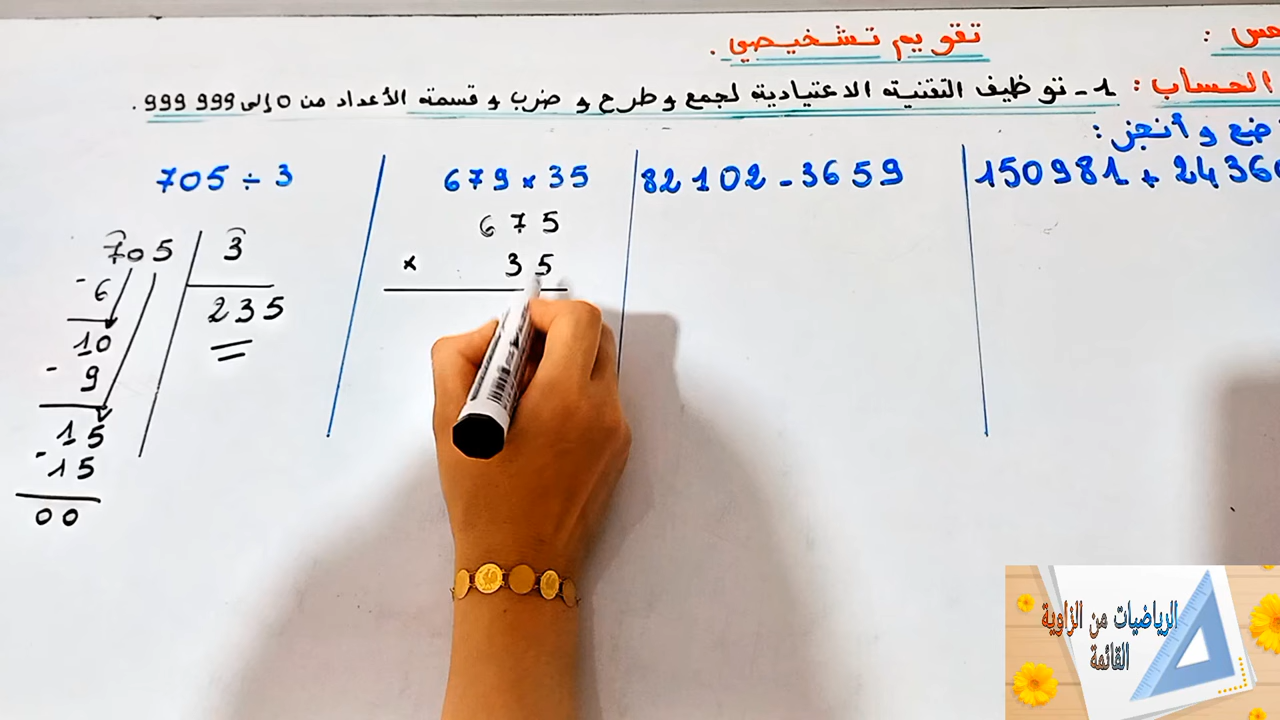 تقويم تشخيصي .
الحساب : 1 - توظيف التقنية الاعتيادية لجمع و طرح و ضرب و قسمة الأعداد من 0 إلى 999 999 .
ضع و أنجز :
150981 + 24366
82102 - 3659
679 x 35
705 ÷ 3
675
x 35
705 3
- 6 235
10
- 9
15
- 15
00
الرياضيات من الزاوية
القائمة